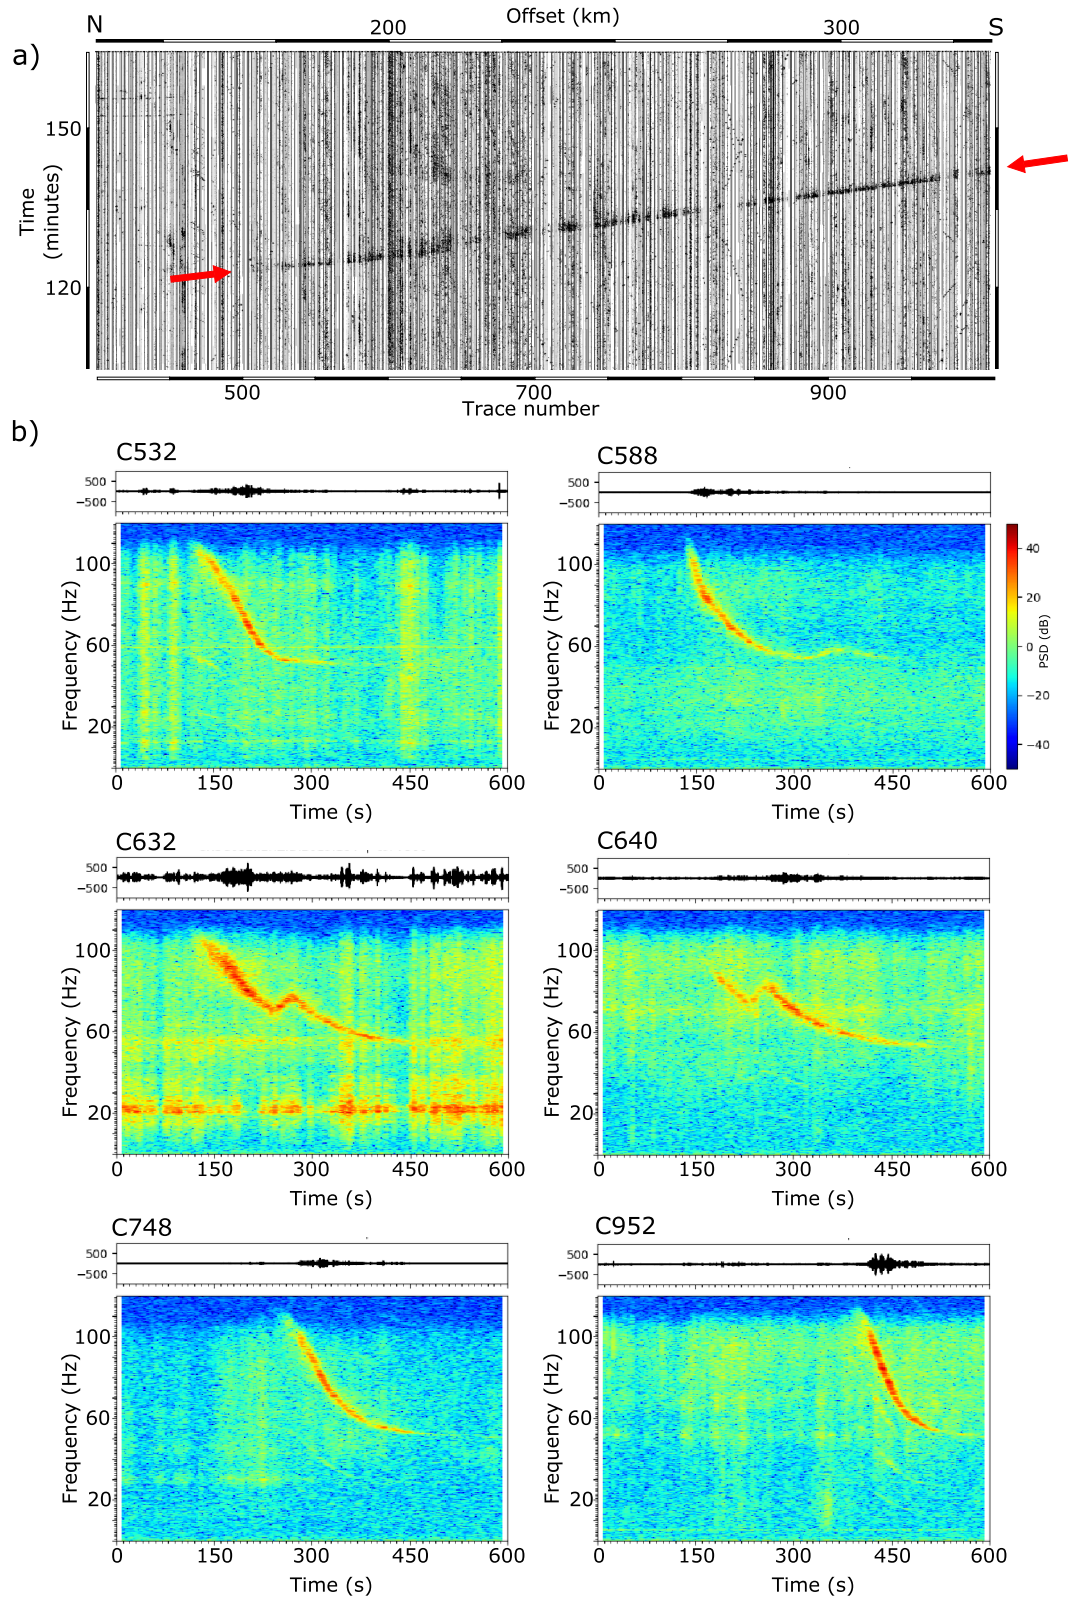 N Offset (km) S
200 300
a)
150
120
Time
(minutes)
500 700 900
Trace number
b)
C532 C588
500
−500
500
−500
100
60
20
Frequency (Hz)
0 150 300 450 600
Time (s)
100
60
20
Frequency (Hz)
0 150 300 450 600
Time (s)
40
20
0
−20
−40
PSD (dB)
C632 C640
500
−500
500
−500
100
60
20
Frequency (Hz)
0 150 300 450 600
Time (s)
100
60
20
Frequency (Hz)
0 150 300 450 600
Time (s)
C748 C952
500
−500
500
−500
100
60
20
Frequency (Hz)
0 150 300 450 600
Time (s)
100
60
20
Frequency (Hz)
0 150 300 450 600
Time (s)